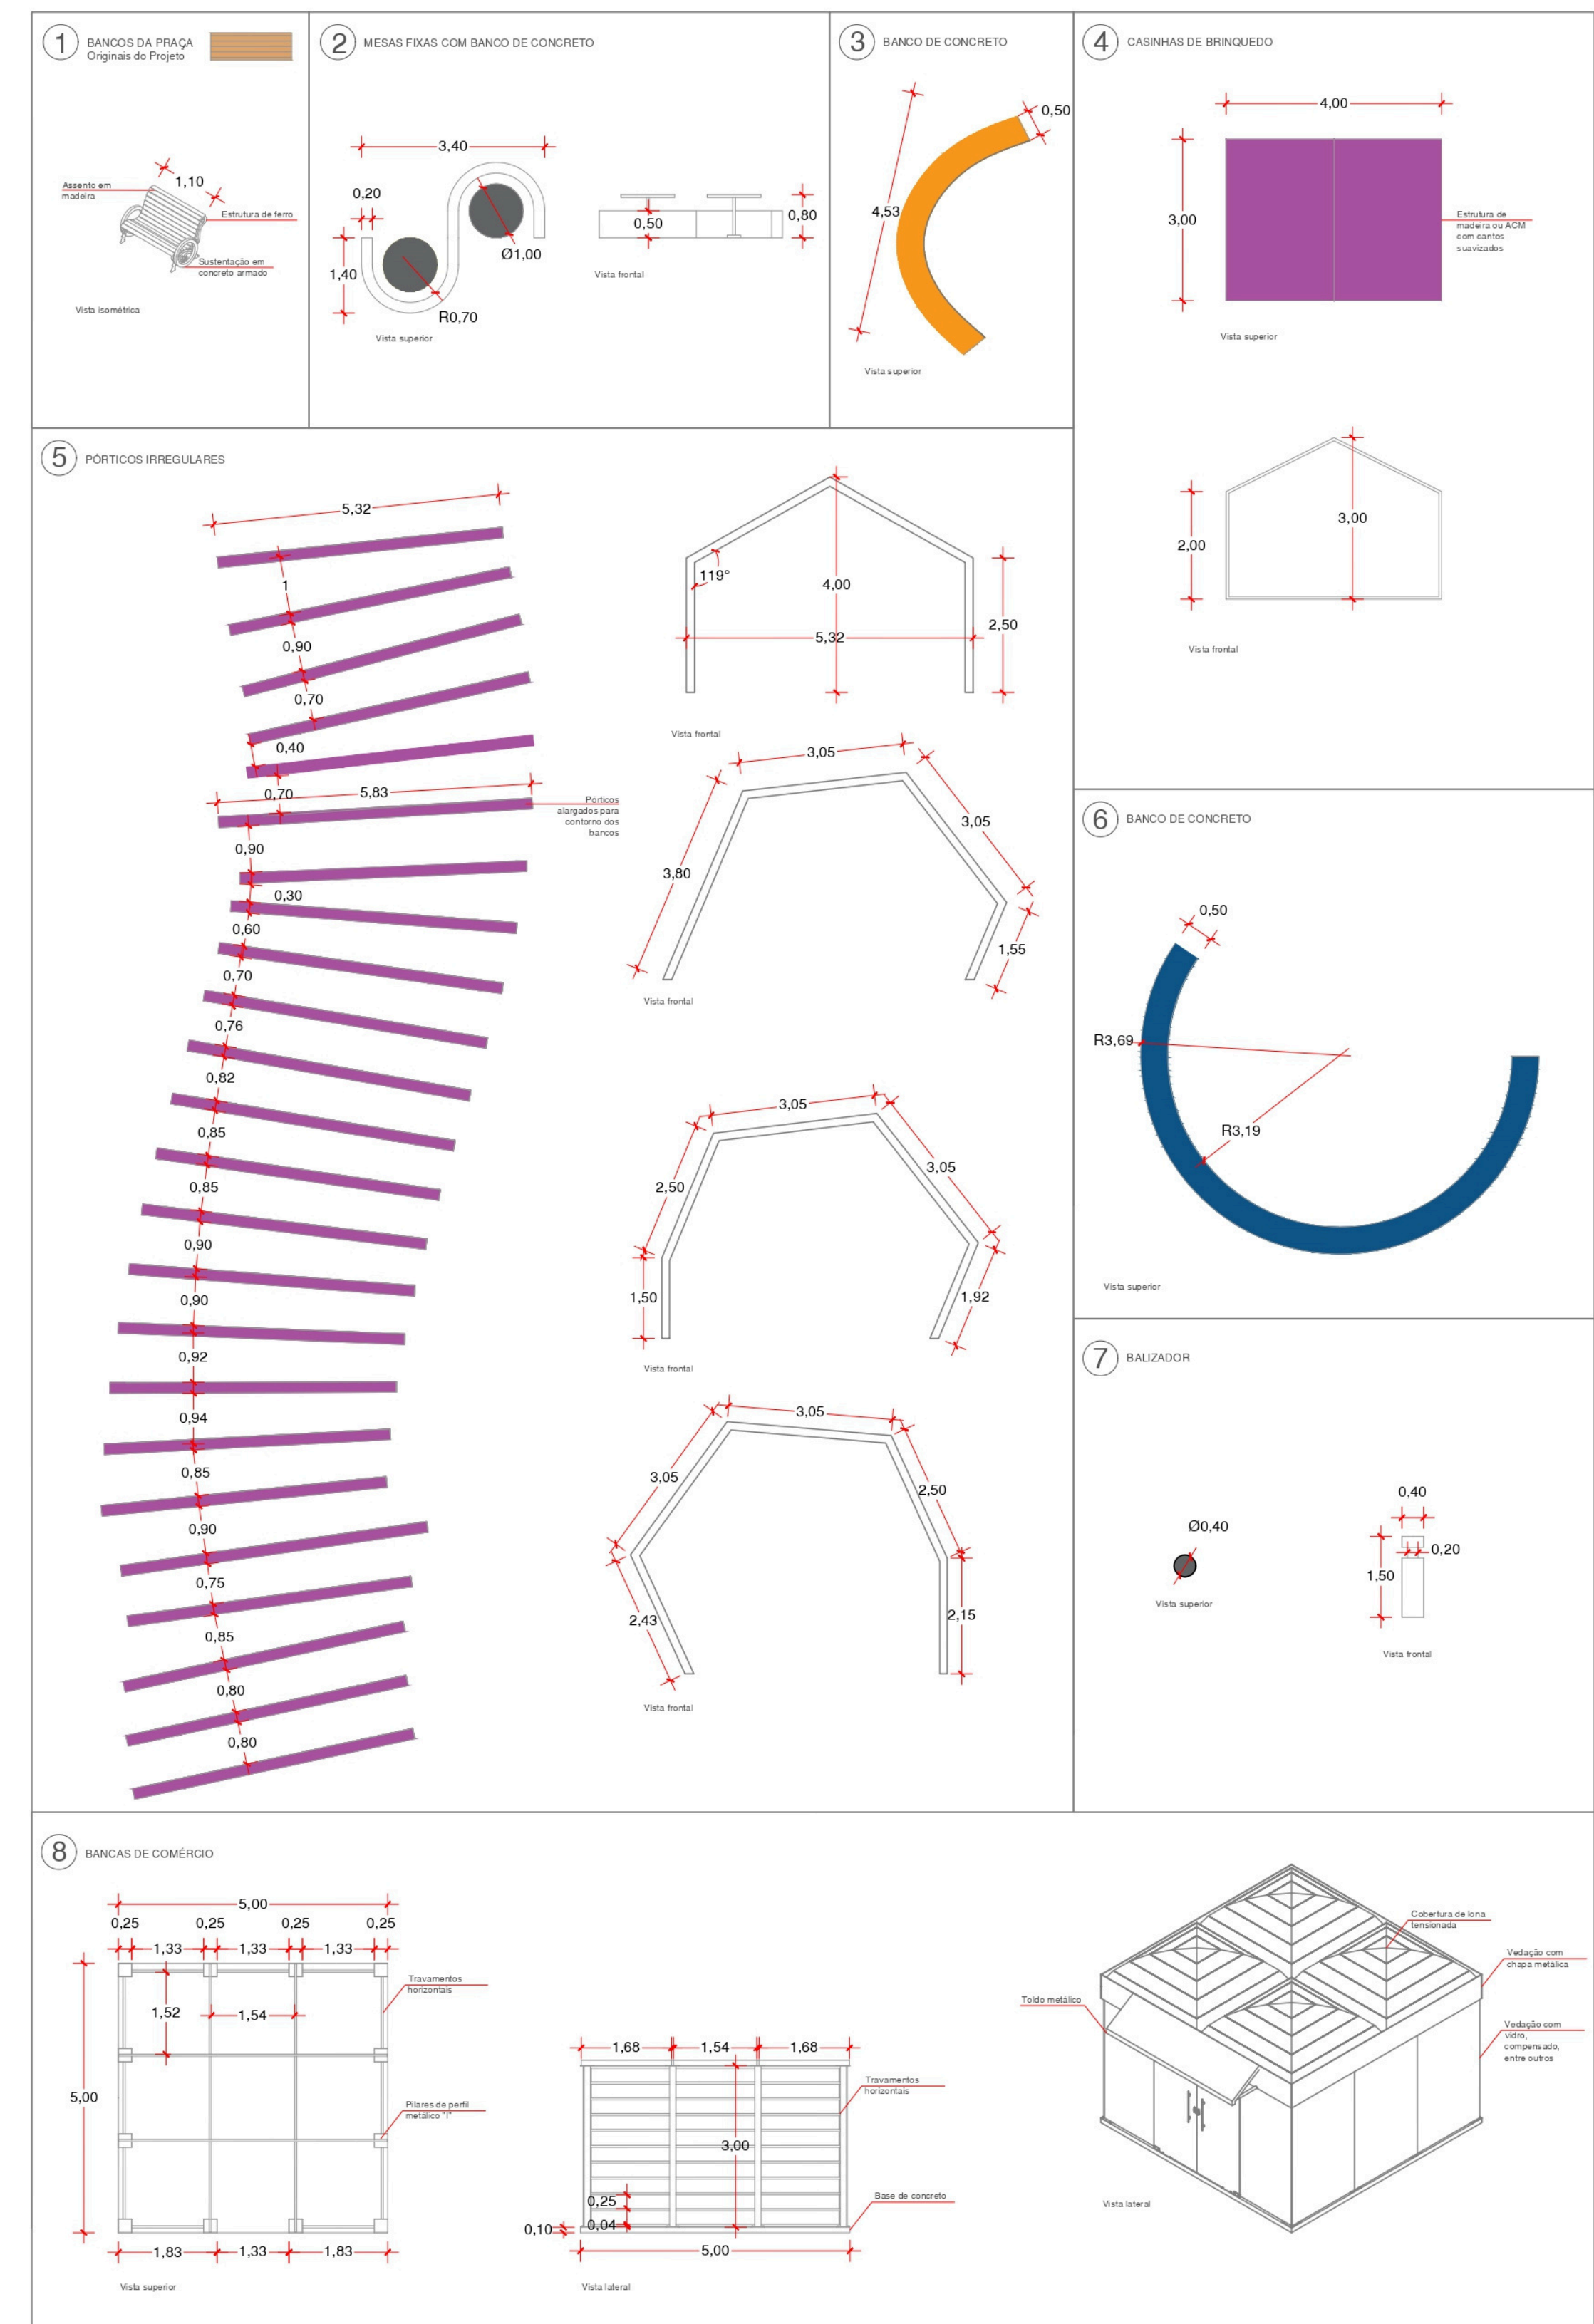 1
BANCOS DA PRAÇA
Originais do Projeto
1,10
Assento em
madeira
Estrutura de ferro
Sustentação em
concreto armado
Vista isométrica
2
MESAS FIXAS COM BANCO DE CONCRETO
3,40
0,20
1,40
Ø1,00
R0,70
Vista superior
0,50
0,80
Vista frontal
3
BANCO DE CONCRETO
0,50
4,53
Vista superior
4
CASINHAS DE BRINQUEDO
4,00
3,00
Estrutura de
madeira ou ACM
com cantos
suavizados
Vista superior
2,00
3,00
Vista frontal
5
PÓRTICOS IRREGULARES
5,32
1
0,90
0,70
0,40
0,70
5,83
Pórticos
alargados para
contorno dos
bancos
0,90
0,30
0,60
0,70
0,76
0,82
0,85
0,85
0,90
0,90
0,92
0,94
0,85
0,90
0,75
0,85
0,80
0,80
119°
4,00
5,32
2,50
Vista frontal
3,05
3,05
3,80
1,55
Vista frontal
3,05
3,05
2,50
1,50
1,92
Vista frontal
3,05
3,05
2,50
2,43
2,15
Vista frontal
6
BANCO DE CONCRETO
0,50
R3,69
R3,19
Vista superior
7
BALIZADOR
Ø0,40
Vista superior
0,40
0,20
1,50
Vista frontal
8
BANCAS DE COMÉRCIO
5,00
0,25 0,25 0,25 0,25
1,33 1,33 1,33
1,52
1,54
Travamentos
horizontais
5,00
Pilares de perfil
metálico "I"
1,83 1,33 1,83
Vista superior
1,68 1,54 1,68
Travamentos
horizontais
3,00
0,25
0,04
0,10
Base de concreto
5,00
Vista lateral
Cobertura de lona
tensionada
Vedação com
chapa metálica
Toldo metálico
Vedação com
vidro,
compensado,
entre outros
Vista lateral